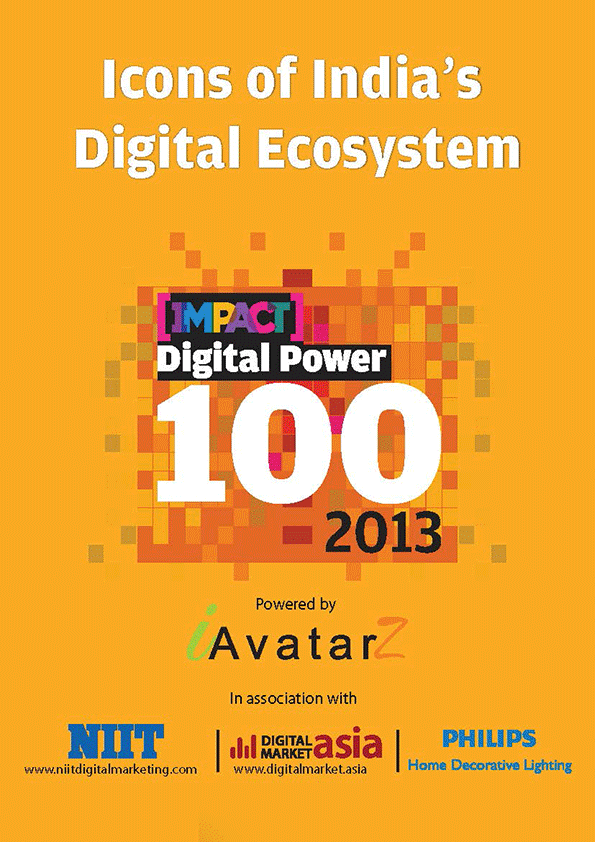 Icons of India's
Digital Ecosystem
[IMPACT]
Digital Power
100
2013
Powered by
iAvatarZ
In association with
NIIT
www.niitdigitalmarketing.com
DIGITAL
MARKET asia
www.digitalmarket.asia
PHILIPS
Home Decorative Lighting